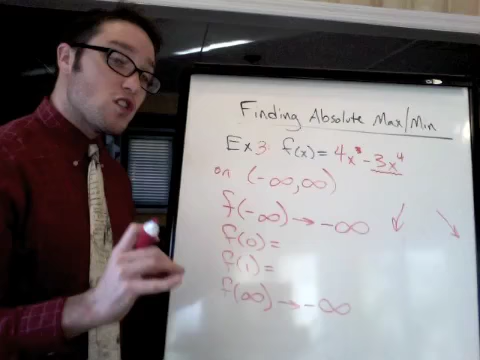 Finding Absolute Max/Min
Ex 3: f(x) = 4x³ - 3x⁴
on (-∞, ∞)
f(-∞) → -∞
f(0) =
f(1) =
f(∞) → -∞